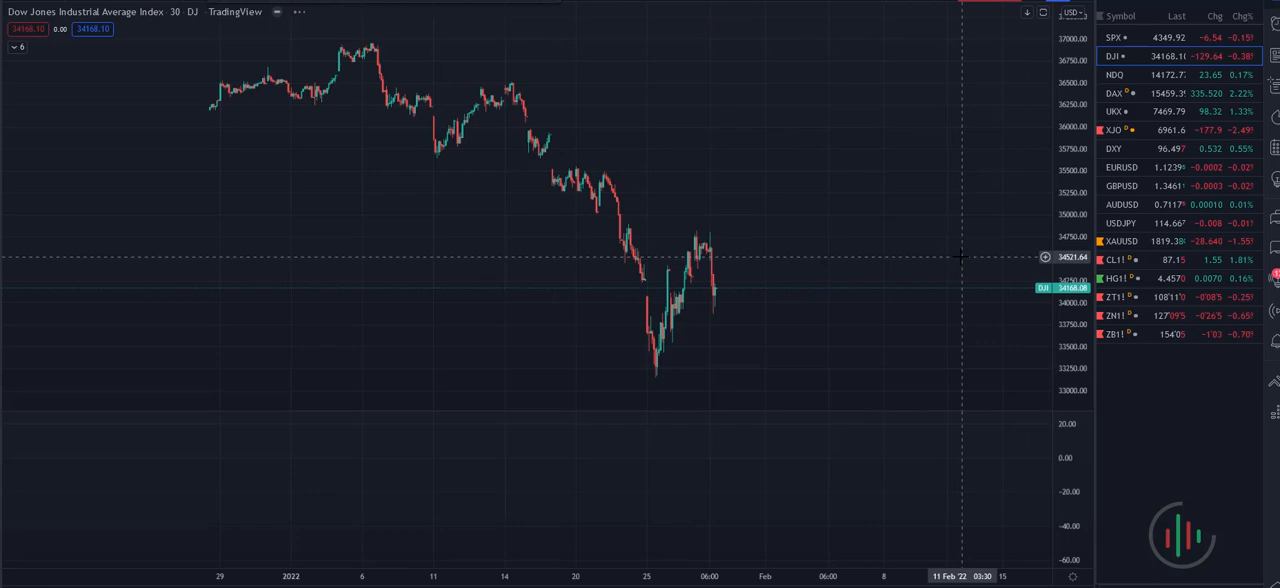 Dow Jones Industrial Average Index · 30 · DJ · TradingView
34168.10 0.00 34168.10
6
USD
37000.00
36750.00
36500.00
36250.00
36000.00
35750.00
35500.00
35250.00
35000.00
34750.00
34521.64
34250.00
DJI 34168.08
34000.00
33750.00
33500.00
33250.00
33000.00
20.00
0.00
−20.00
−40.00
−60.00
29 2022 6 11 14 20 25 06:00 Feb 06:00 8 11 Feb '22 03:30 15
Symbol Last Chg Chg%
SPX 4349.92 −6.54 −0.15
DJI 34168.10 −129.64 −0.38
NDQ 14172.7 23.65 0.17%
DAX D 15459.3 335.520 2.22%
UKX 7469.79 98.32 1.33%
XJO D 6961.6 −177.9 −2.49
DXY 96.497 0.532 0.55%
EURUSD 1.1239 −0.0002 −0.02
GBPUSD 1.3461 −0.0003 −0.02
AUDUSD 0.7117 0.00010 0.01%
USDJPY 114.667 −0.008 −0.01
XAUUSD 1819.38 −28.640 −1.55
CL1! D 87.15 1.55 1.81%
HG1! D 4.4570 0.0070 0.16%
ZT1! D 108'11'0 −0'08'5 −0.25
ZN1! D 127'09'5 −0'26'5 −0.65
ZB1! D 154'05 −1'03 −0.70